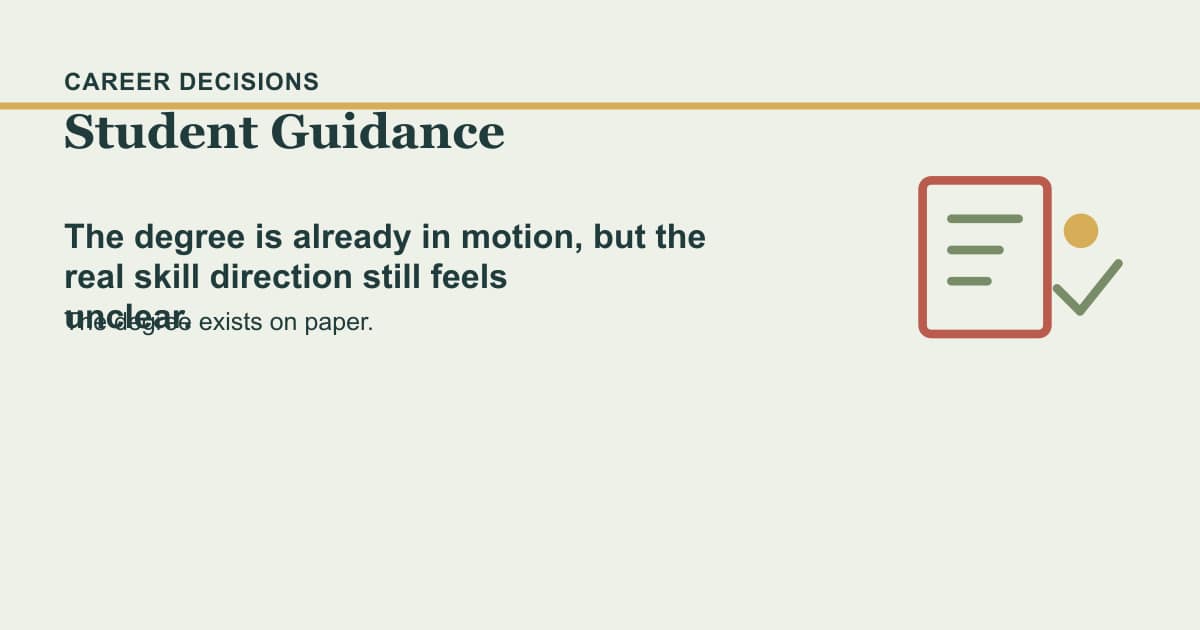 CAREER DECISIONS
Student Guidance
The degree is already in motion, but the
real skill direction still feels
unclear.
The degree exists on paper.